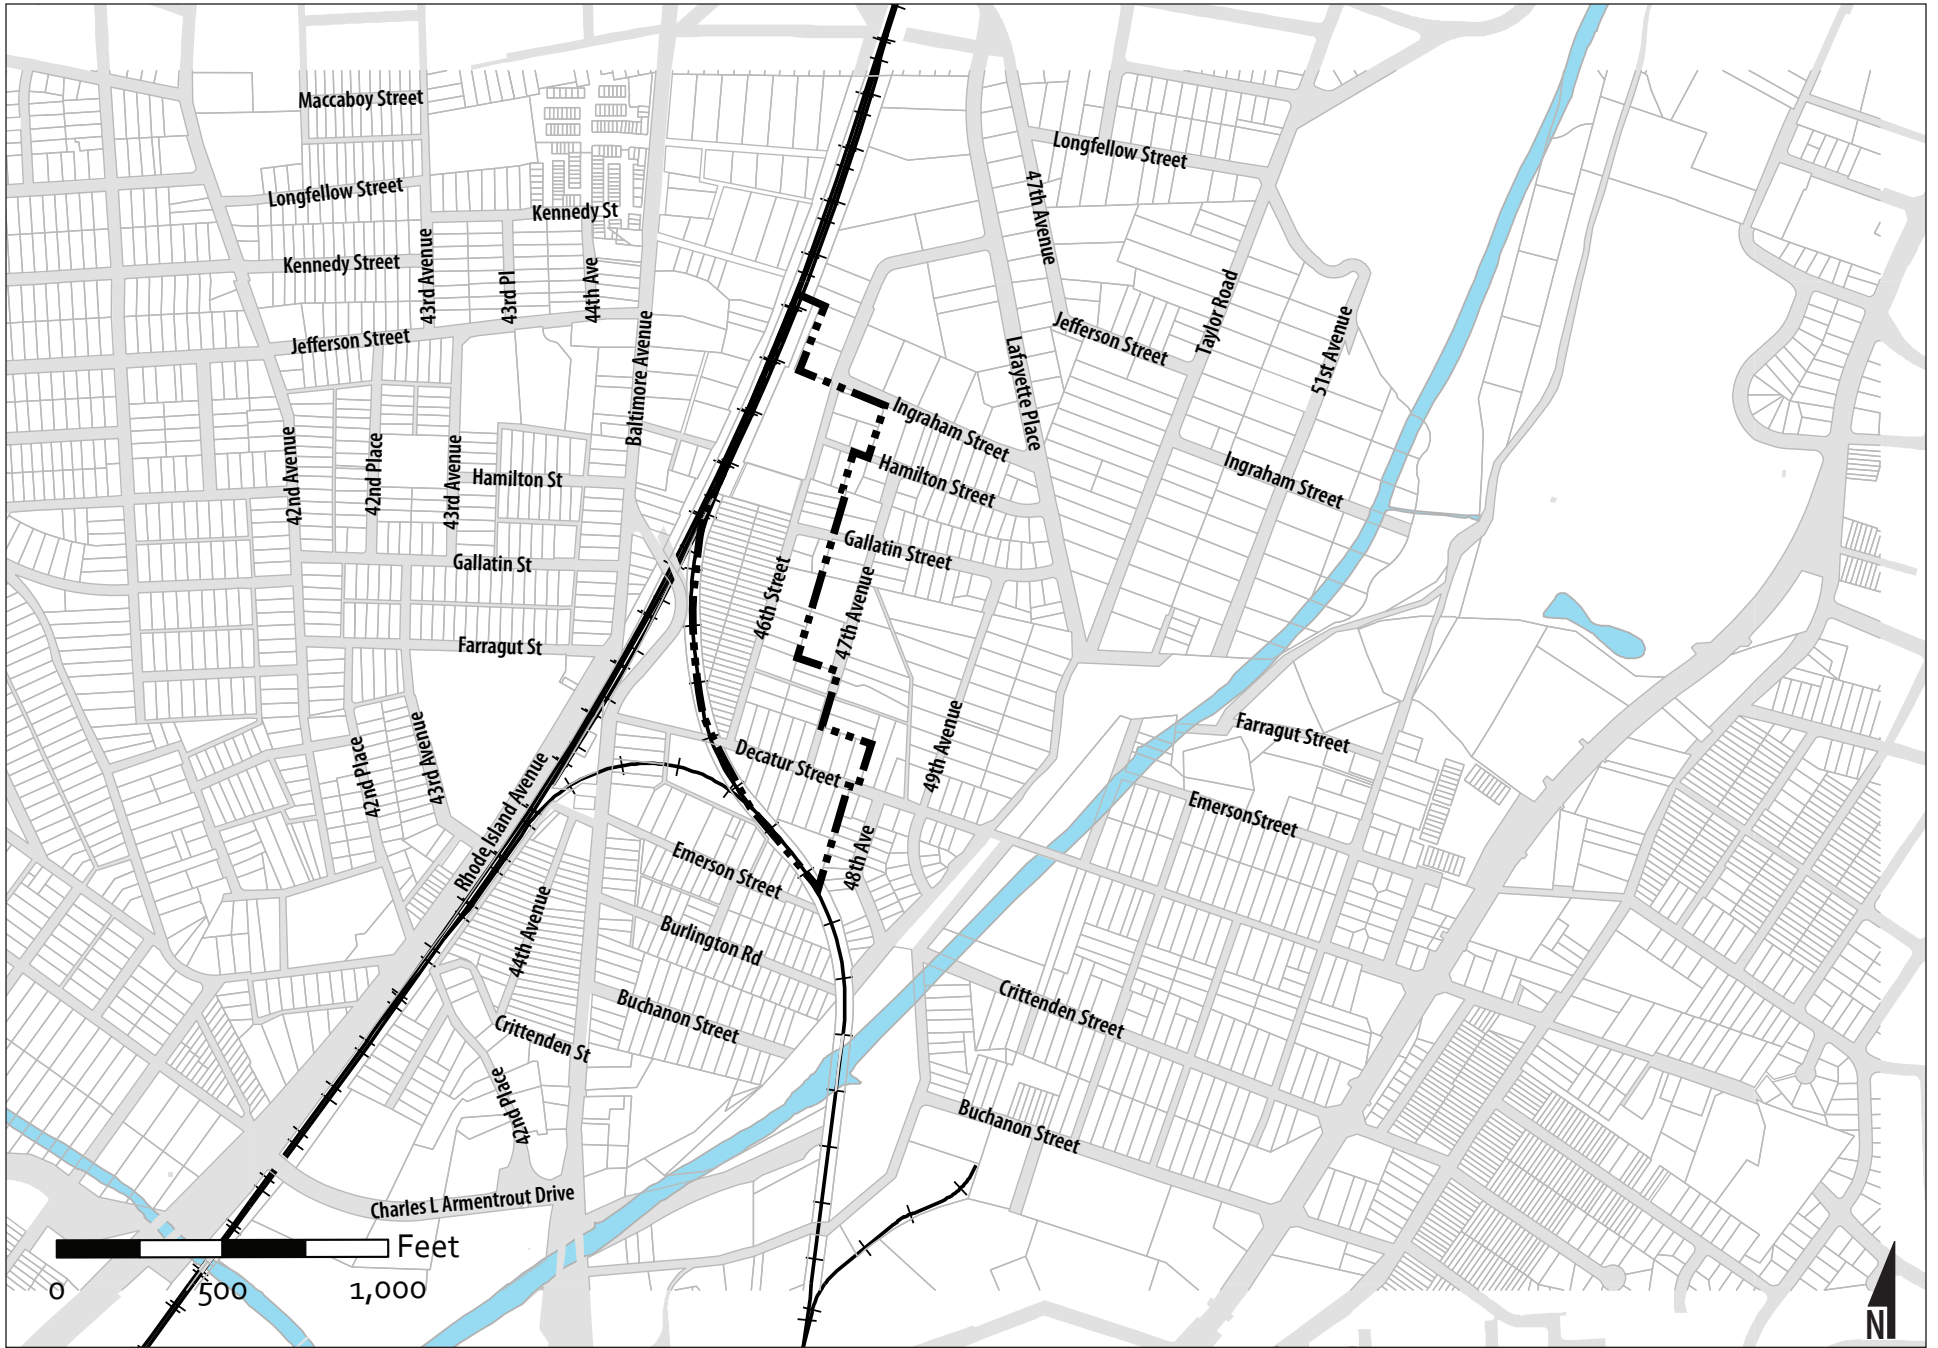 Maccaboy Street
Longfellow Street
Longfellow Street
Kennedy St
47th Avenue
Kennedy Street
43rd Avenue
43rd Pl
44th Ave
Taylor Road
Jefferson Street
Jefferson Street
51st Avenue
Baltimore Avenue
Lafayette Place
Ingraham Street
42nd Avenue
42nd Place
43rd Avenue
Hamilton St
Hamilton Street
Ingraham Street
Gallatin St
Gallatin Street
46th Street
47th Avenue
Farragut St
Farragut Street
42nd Place
43rd Avenue
Rhode Island Avenue
Decatur Street
49th Avenue
EmersonStreet
Emerson Street
48th Ave
44th Avenue
Burlington Rd
Buchanon Street
Crittenden Street
Crittenden St
42nd Place
Buchanon Street
Charles L Armentrout Drive
Feet
0 500 1,000
N